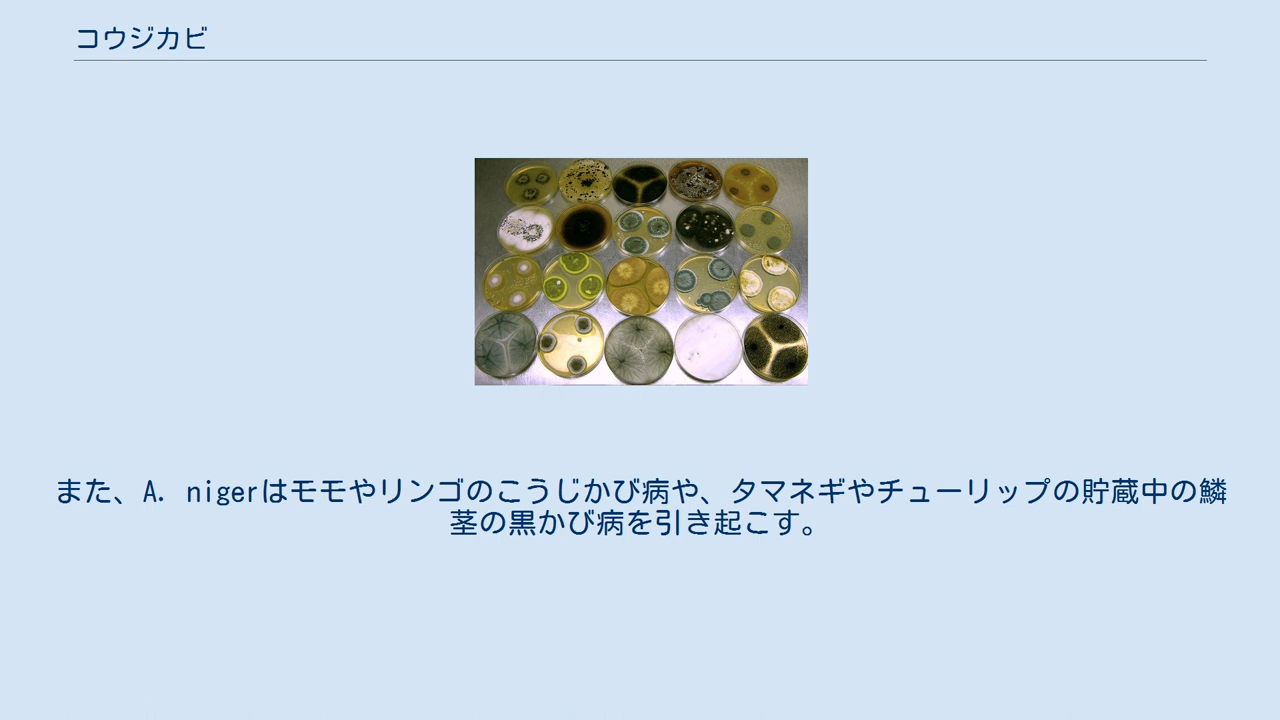 コウジカビ
また、A. nigerはモモやリンゴのこうじかび病や、タマネギやチューリップの貯蔵中の鱗
茎の黒かび病を引き起こす。